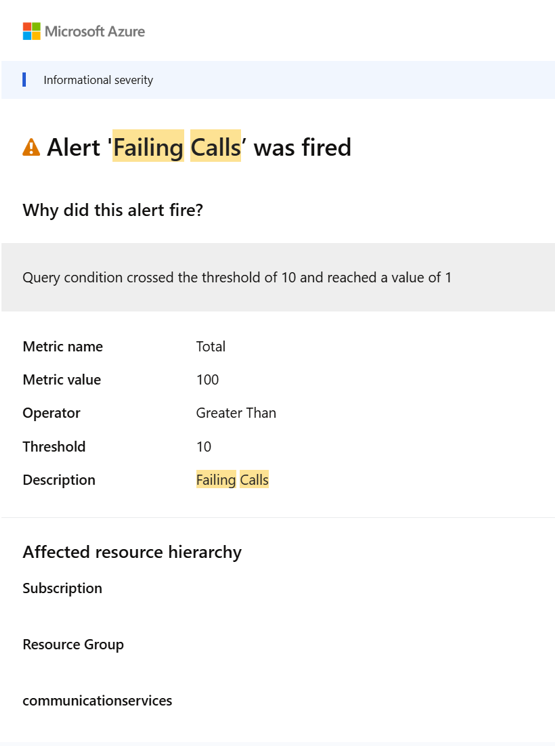 Microsoft Azure
Informational severity
Alert 'Failing Calls’ was fired
Why did this alert fire?
Query condition crossed the threshold of 10 and reached a value of 1
Metric name Total
Metric value 100
Operator Greater Than
Threshold 10
Description Failing Calls
Affected resource hierarchy
Subscription
Resource Group
communicationservices